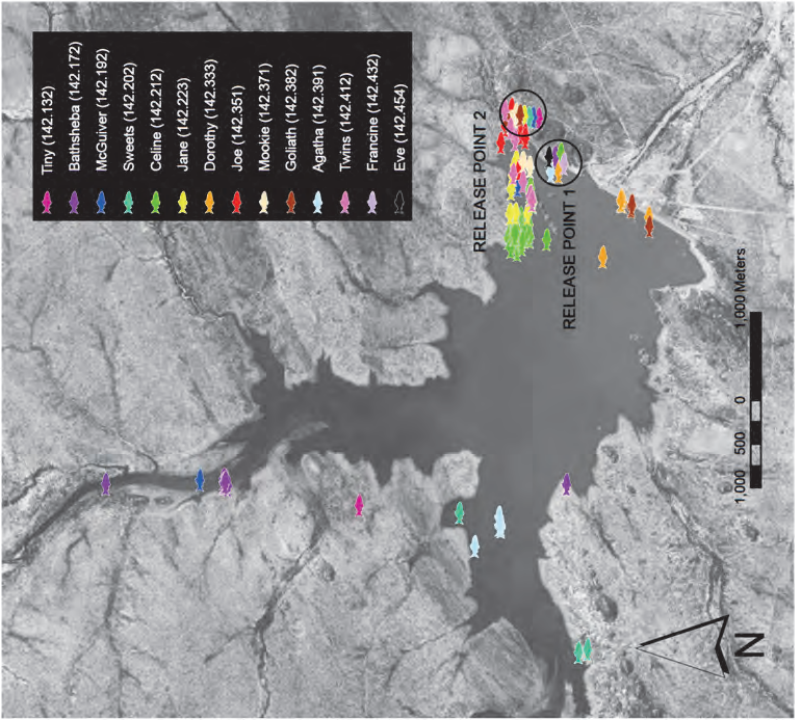 Tiny (142.132)
Bathsheba (142.172)
McGuiver (142.192)
Sweets (142.202)
Celine (142.212)
Jane (142.223)
Dorothy (142.333)
Joe (142.351)
Mookie (142.371)
Goliath (142.382)
Agatha (142.391)
Twins (142.412)
Francine (142.432)
Eve (142.454)
RELEASE POINT 2
RELEASE POINT 1
1,000 500 0 1,000 Meters
N